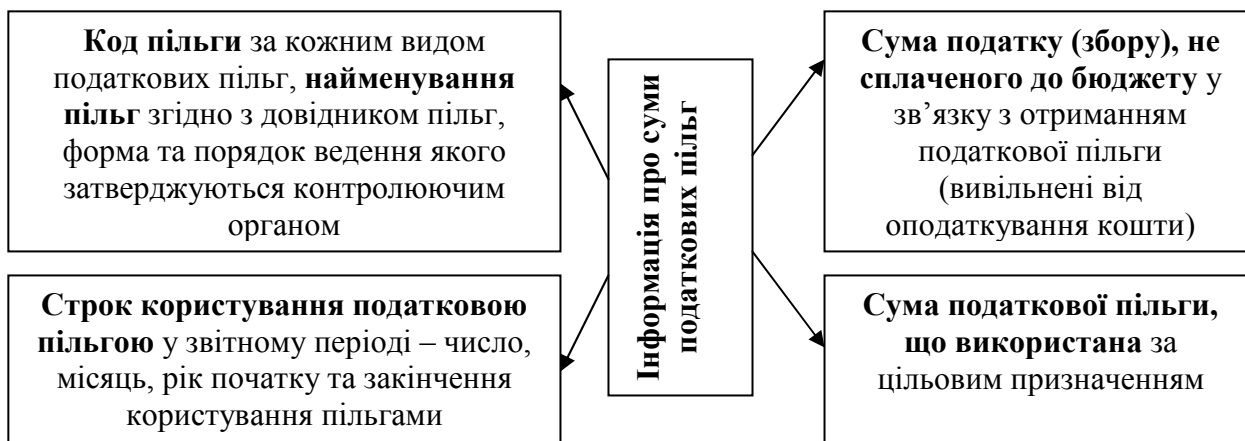 Код пільги за кожним видом
податкових пільг, найменування
пільг згідно з довідником пільг,
форма та порядок ведення якого
затверджуються контролюючим
органом
Строк користування податковою
пільгою у звітному періоді – число,
місяць, рік початку та закінчення
користування пільгами
Інформація про суми
податкових пільг
Сума податку (збору), не
сплаченого до бюджету у
зв’язку з отриманням
податкової пільги
(вивільнені від
оподаткування кошти)
Сума податкової пільги,
що використана за
цільовим призначенням